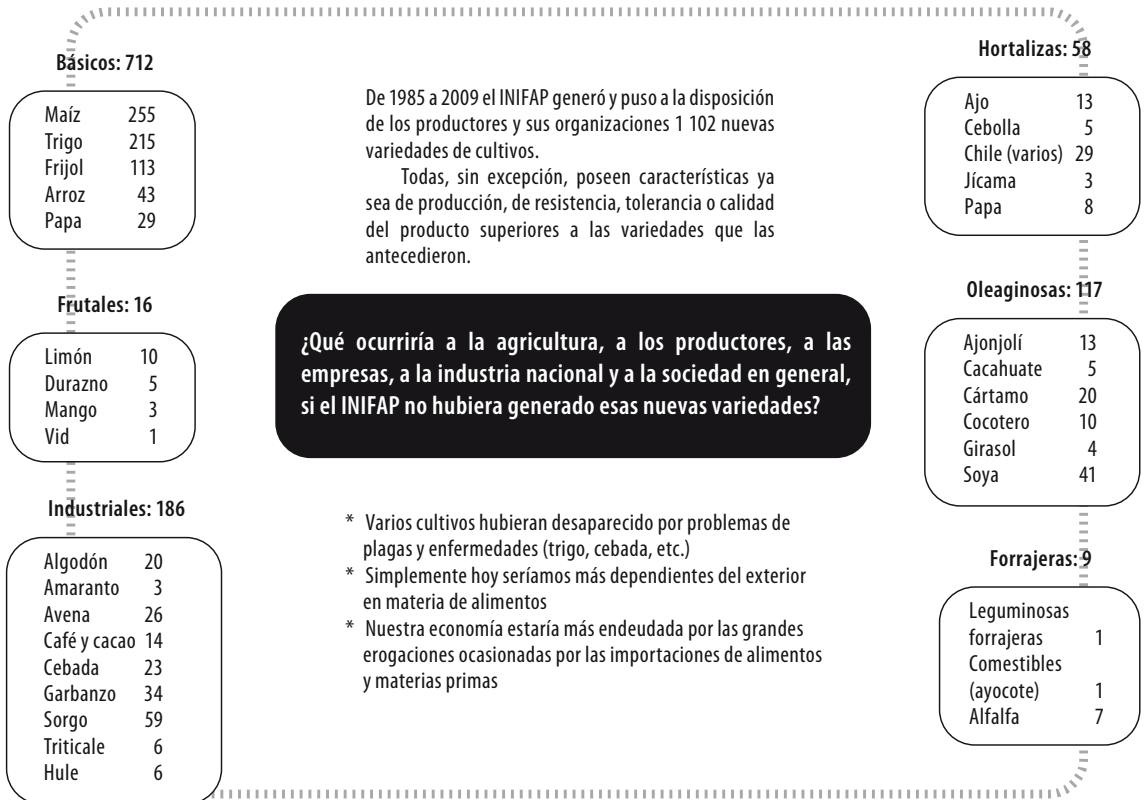 Básicos: 712
Maíz 255
Trigo 215
Frijol 113
Arroz 43
Papa 29
Frutales: 16
Limón 10
Durazno 5
Mango 3
Vid 1
Industriales: 186
Algodón 20
Amaranto 3
Avena 26
Café y cacao 14
Cebada 23
Garbanzo 34
Sorgo 59
Triticale 6
Hule 6
De 1985 a 2009 el INIFAP generó y puso a la disposición
de los productores y sus organizaciones 1 102 nuevas
variedades de cultivos.
Todas, sin excepción, poseen características ya
sea de producción, de resistencia, tolerancia o calidad
del producto superiores a las variedades que las
antecedieron.
¿Qué ocurriría a la agricultura, a los productores, a las
empresas, a la industria nacional y a la sociedad en general,
si el INIFAP no hubiera generado esas nuevas variedades?
* Varios cultivos hubieran desaparecido por problemas de
plagas y enfermedades (trigo, cebada, etc.)
* Simplemente hoy seríamos más dependientes del exterior
en materia de alimentos
* Nuestra economía estaría más endeudada por las grandes
erogaciones ocasionadas por las importaciones de alimentos
y materias primas
Hortalizas: 58
Ajo 13
Cebolla 5
Chile (varios) 29
Jícama 3
Papa 8
Oleaginosas: 117
Ajonjolí 13
Cacahuate 5
Cártamo 20
Cocotero 10
Girasol 4
Soya 41
Forrajeras: 9
Leguminosas
forrajeras 1
Comestibles
(ayocote) 1
Alfalfa 7